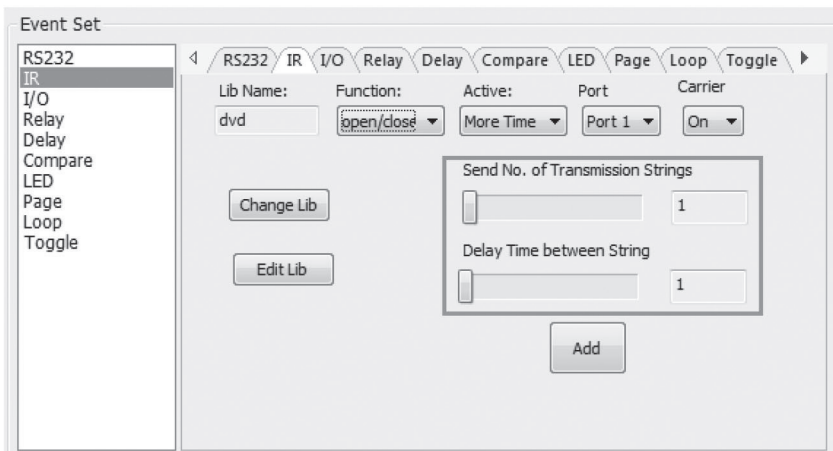 Event Set
RS232
IR
I/O
Relay
Delay
Compare
LED
Page
Loop
Toggle
RS232 IR I/O Relay Delay Compare LED Page Loop Toggle
Lib Name: Function: Active: Port Carrier
dvd open/close More Time Port 1 On
Send No. of Transmission Strings
Change Lib 1
Delay Time between String
Edit Lib 1
Add